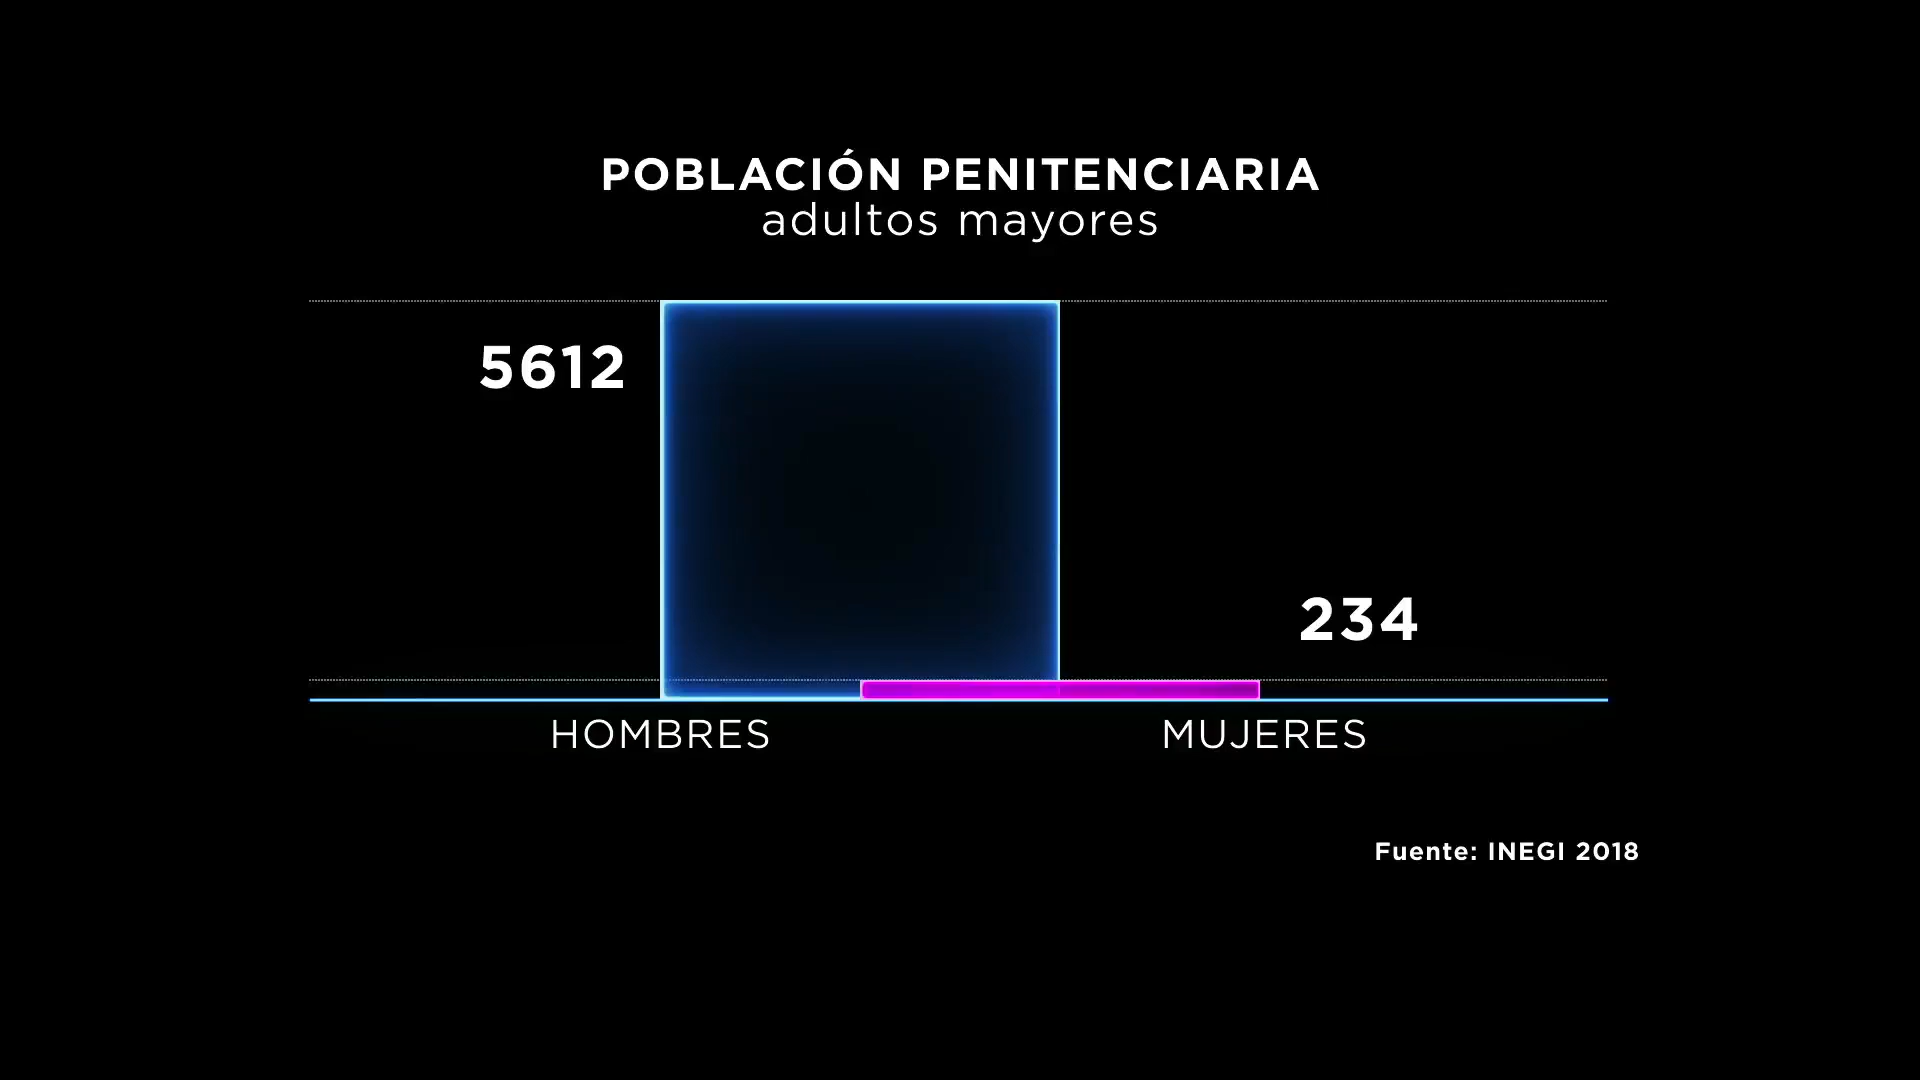 POBLACIÓN PENITENCIARIA
adultos mayores
5612
234
HOMBRES
MUJERES
Fuente: INEGI 2018